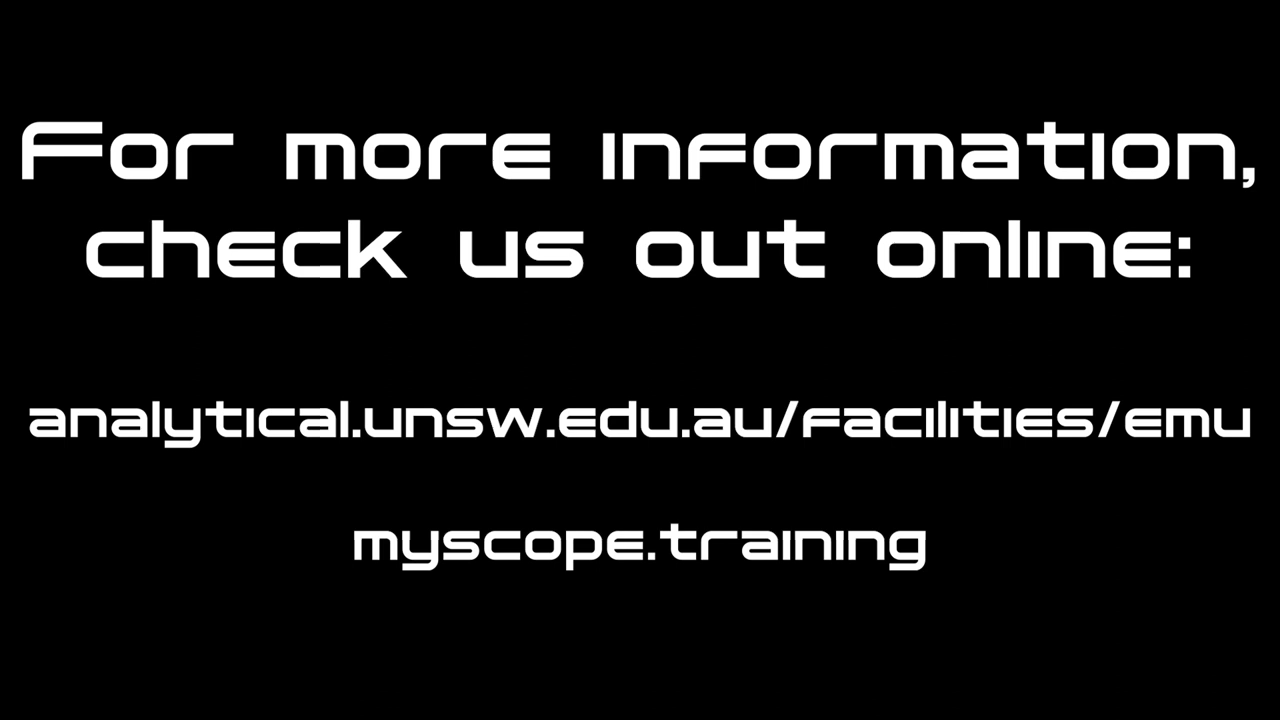 For more information,
check us out online:
analytical.unsw.edu.au/facilities/emu
myscope.training